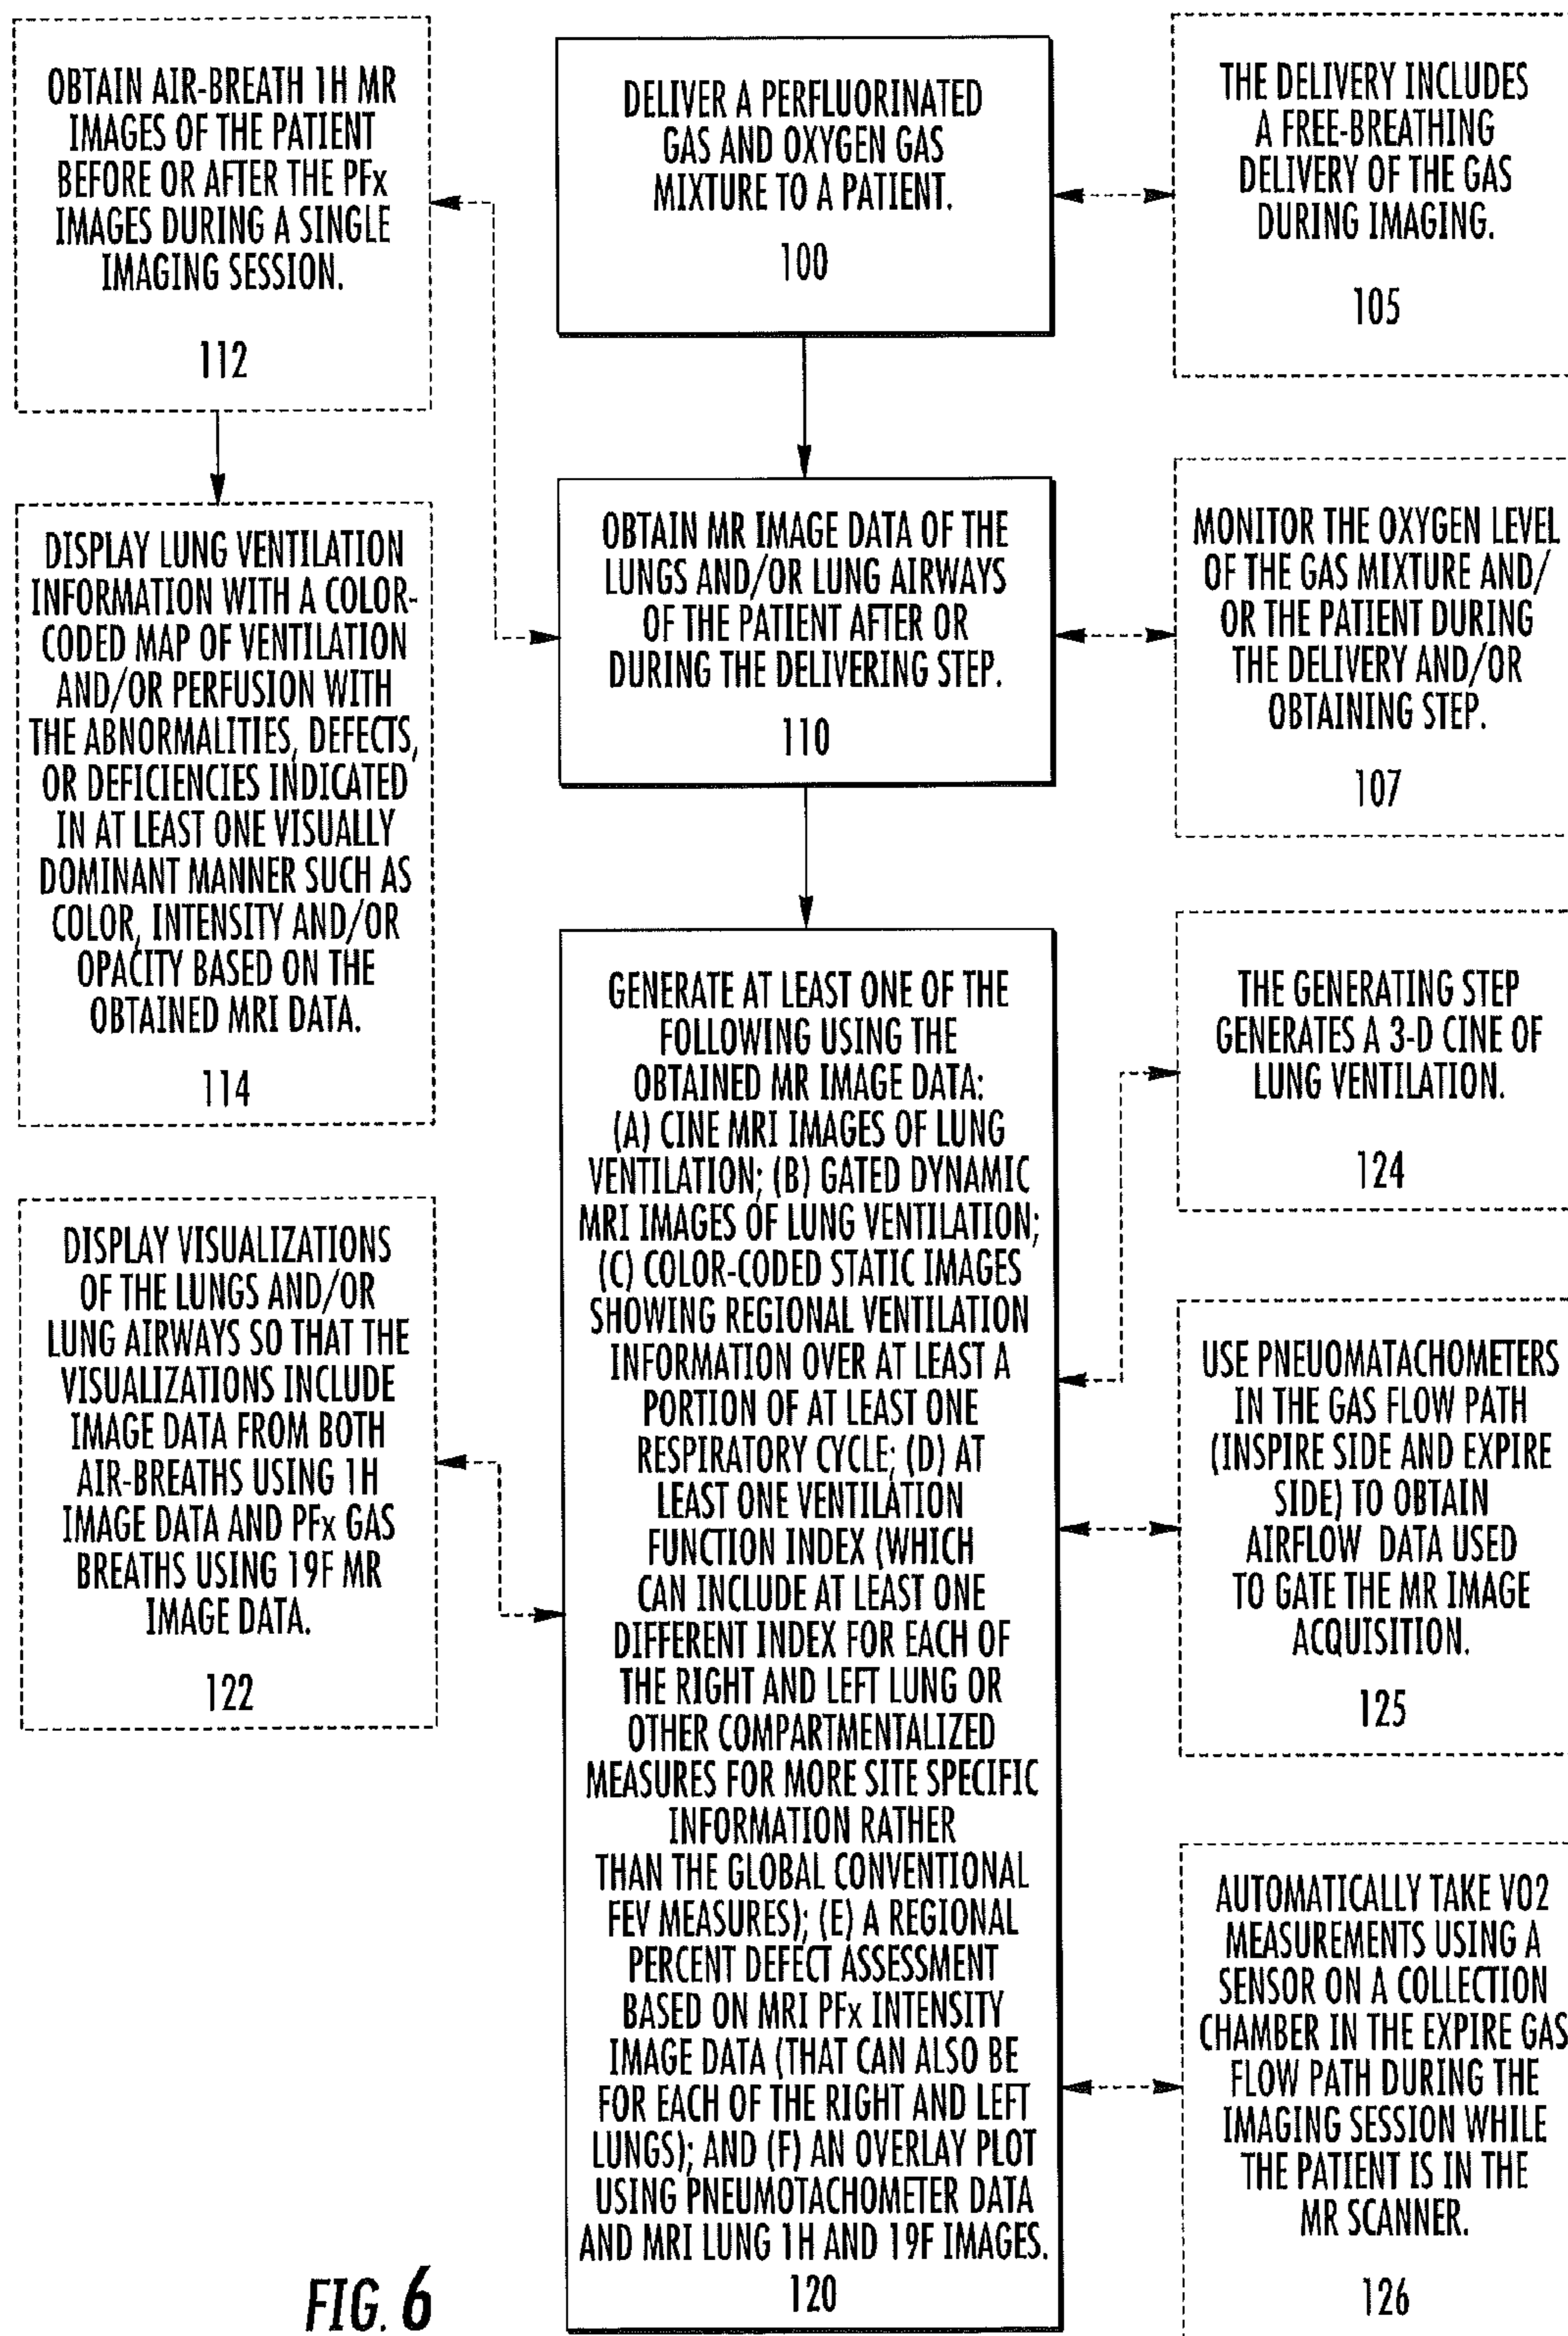 OBTAIN AIR-BREATH 1H MR
IMAGES OF THE PATIENT
BEFORE OR AFTER THE PFx
IMAGES DURING A SINGLE
IMAGING SESSION.
112
DELIVER A PERFLUORINATED
GAS AND OXYGEN GAS
MIXTURE TO A PATIENT.
100
THE DELIVERY INCLUDES
A FREE-BREATHING
DELIVERY OF THE GAS
DURING IMAGING.
105
DISPLAY LUNG VENTILATION
INFORMATION WITH A COLOR-
CODED MAP OF VENTILATION
AND/OR PERFUSION WITH
THE ABNORMALITIES, DEFECTS,
OR DEFICIENCIES INDICATED
IN AT LEAST ONE VISUALLY
DOMINANT MANNER SUCH AS
COLOR, INTENSITY AND/OR
OPACITY BASED ON THE
OBTAINED MRI DATA.
114
OBTAIN MR IMAGE DATA OF THE
LUNGS AND/OR LUNG AIRWAYS
OF THE PATIENT AFTER OR
DURING THE DELIVERING STEP.
110
MONITOR THE OXYGEN LEVEL
OF THE GAS MIXTURE AND/
OR THE PATIENT DURING
THE DELIVERY AND/OR
OBTAINING STEP.
107
DISPLAY VISUALIZATIONS
OF THE LUNGS AND/OR
LUNG AIRWAYS SO THAT THE
VISUALIZATIONS INCLUDE
IMAGE DATA FROM BOTH
AIR-BREATHS USING 1H
IMAGE DATA AND PFx GAS
BREATHS USING 19F MR
IMAGE DATA.
122
GENERATE AT LEAST ONE OF THE
FOLLOWING USING THE
OBTAINED MR IMAGE DATA:
(A) CINE MRI IMAGES OF LUNG
VENTILATION; (B) GATED DYNAMIC
MRI IMAGES OF LUNG VENTILATION;
(C) COLOR-CODED STATIC IMAGES
SHOWING REGIONAL VENTILATION
INFORMATION OVER AT LEAST A
PORTION OF AT LEAST ONE
RESPIRATORY CYCLE; (D) AT
LEAST ONE VENTILATION
FUNCTION INDEX (WHICH
CAN INCLUDE AT LEAST ONE
DIFFERENT INDEX FOR EACH OF
THE RIGHT AND LEFT LUNG OR
OTHER COMPARTMENTALIZED
MEASURES FOR MORE SITE SPECIFIC
INFORMATION RATHER
THAN THE GLOBAL CONVENTIONAL
FEV MEASURES); (E) A REGIONAL
PERCENT DEFECT ASSESSMENT
BASED ON MRI PFx INTENSITY
IMAGE DATA (THAT CAN ALSO BE
FOR EACH OF THE RIGHT AND LEFT
LUNGS); AND (F) AN OVERLAY PLOT
USING PNEUMOTACHOMETER DATA
AND MRI LUNG 1H AND 19F IMAGES.
120
THE GENERATING STEP
GENERATES A 3-D CINE OF
LUNG VENTILATION.
124
USE PNEUOMATACHOMETERS
IN THE GAS FLOW PATH
(INSPIRE SIDE AND EXPIRE
SIDE) TO OBTAIN
AIRFLOW DATA USED
TO GATE THE MR IMAGE
ACQUISITION.
125
AUTOMATICALLY TAKE VO2
MEASUREMENTS USING A
SENSOR ON A COLLECTION
CHAMBER IN THE EXPIRE GAS
FLOW PATH DURING THE
IMAGING SESSION WHILE
THE PATIENT IS IN THE
MR SCANNER.
126
FIG. 6